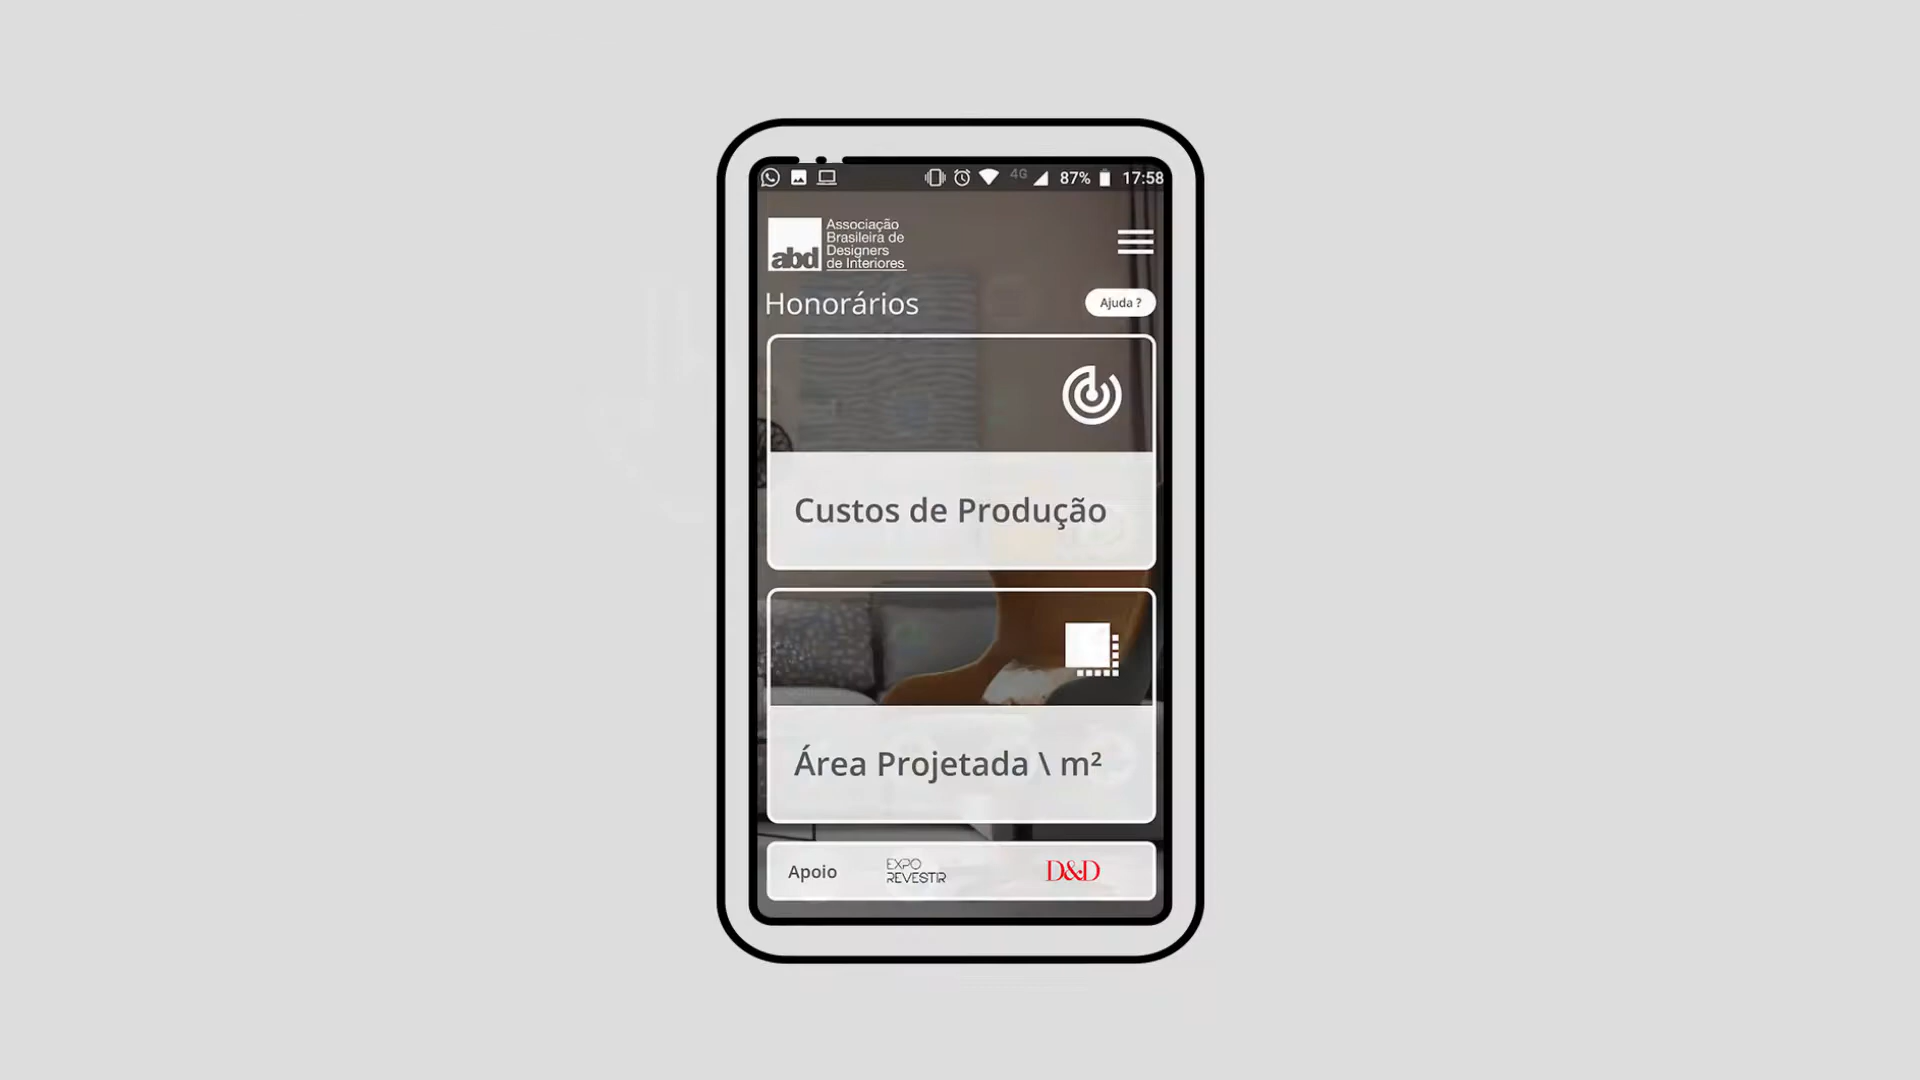 4G 87% 17:58
abd
Associação
Brasileira de
Designers
de Interiores
Honorários
Ajuda ?
Custos de Produção
Área Projetada \ m²
Apoio
EXPO
REVESTIR
D&D